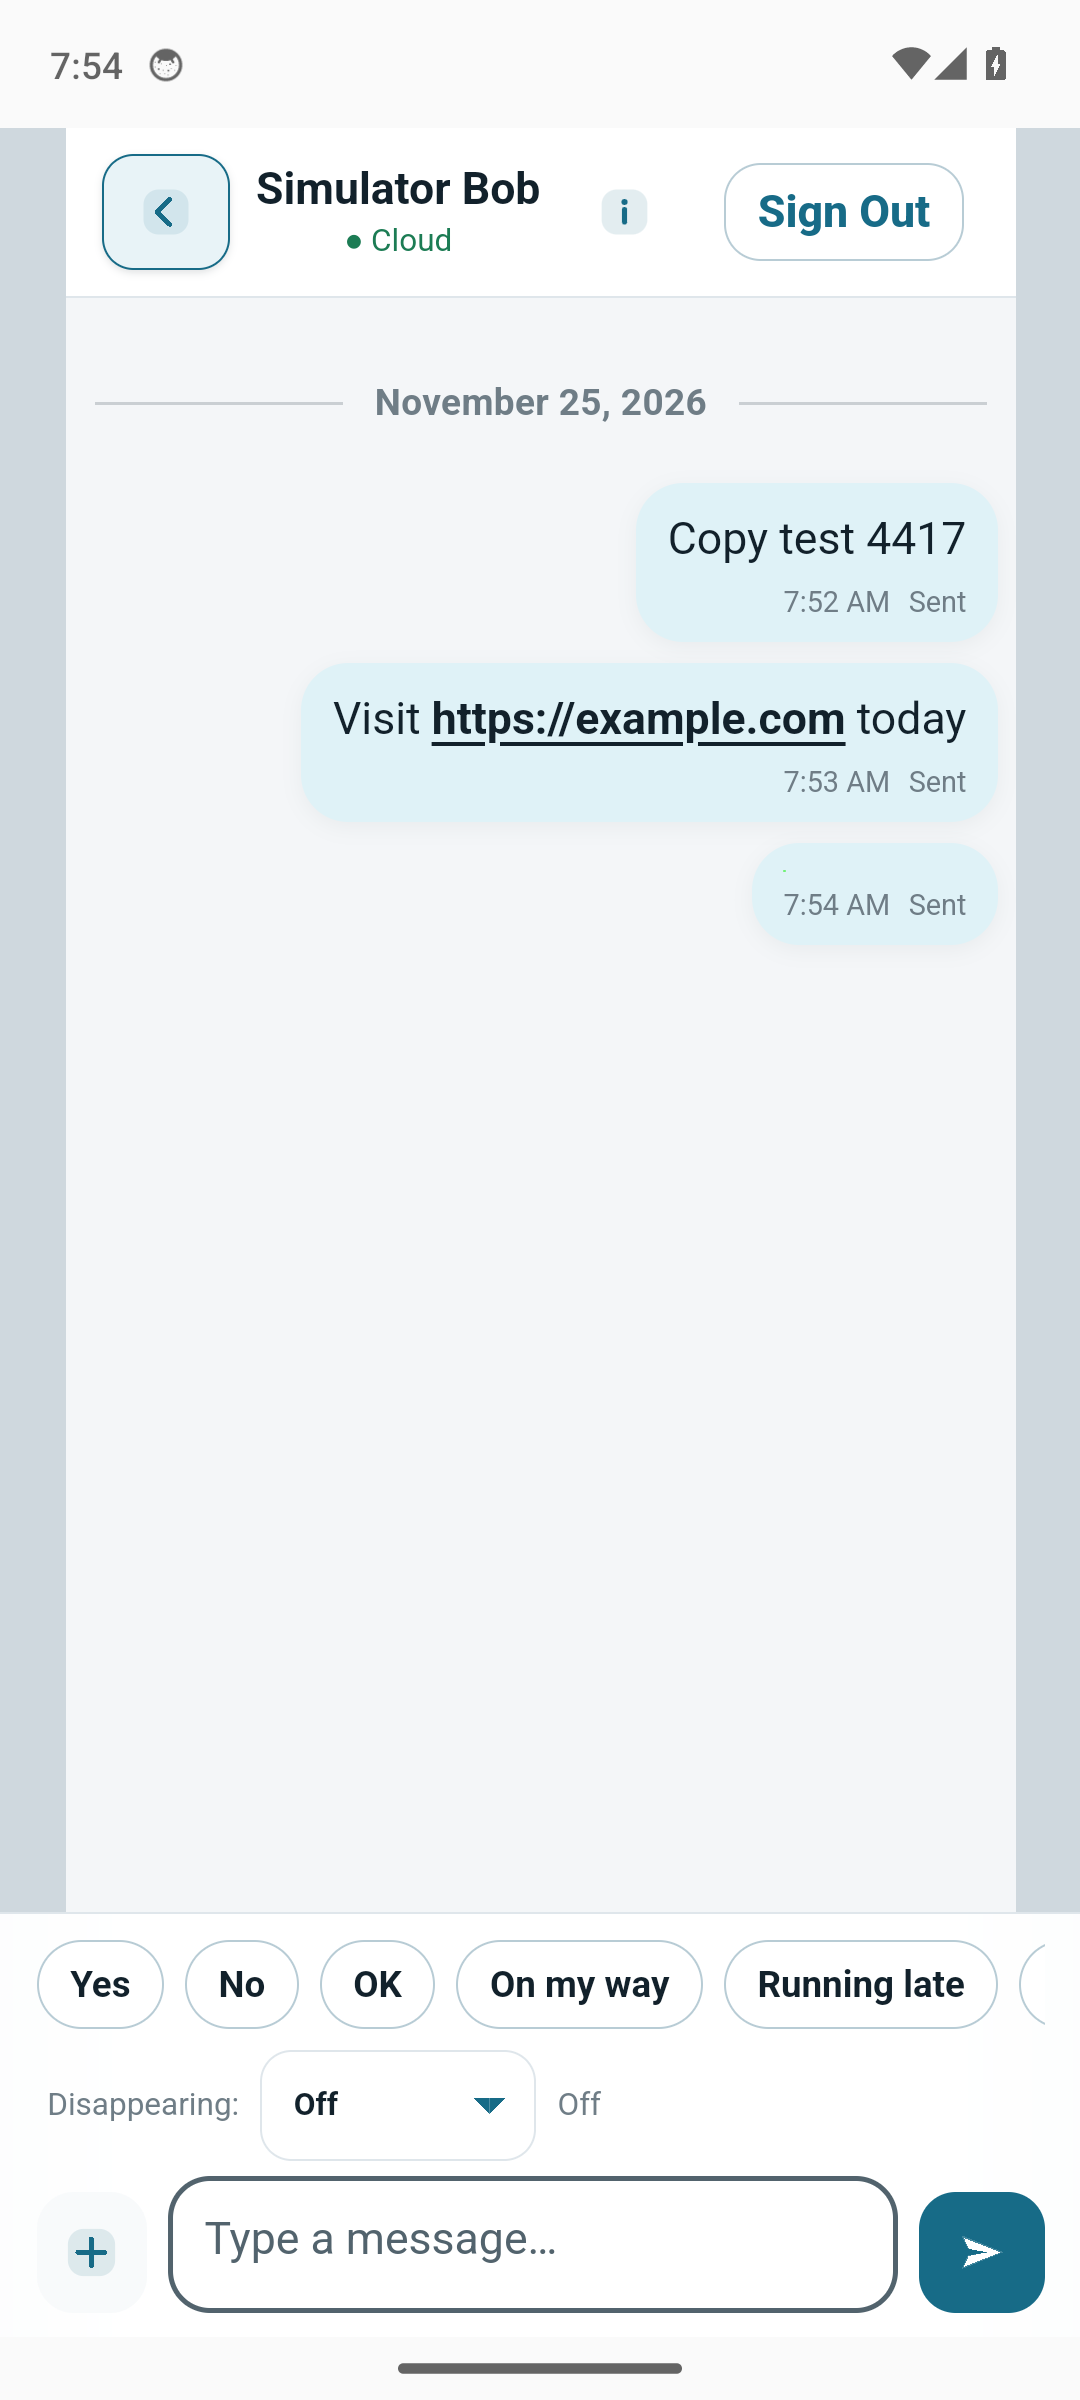 7:54
Simulator Bob
Cloud
Sign Out
November 25, 2026
Copy test 4417
7:52 AM Sent
Visit https://example.com today
7:53 AM Sent
7:54 AM Sent
Yes No OK On my way Running late
Disappearing: Off Off
Type a message...